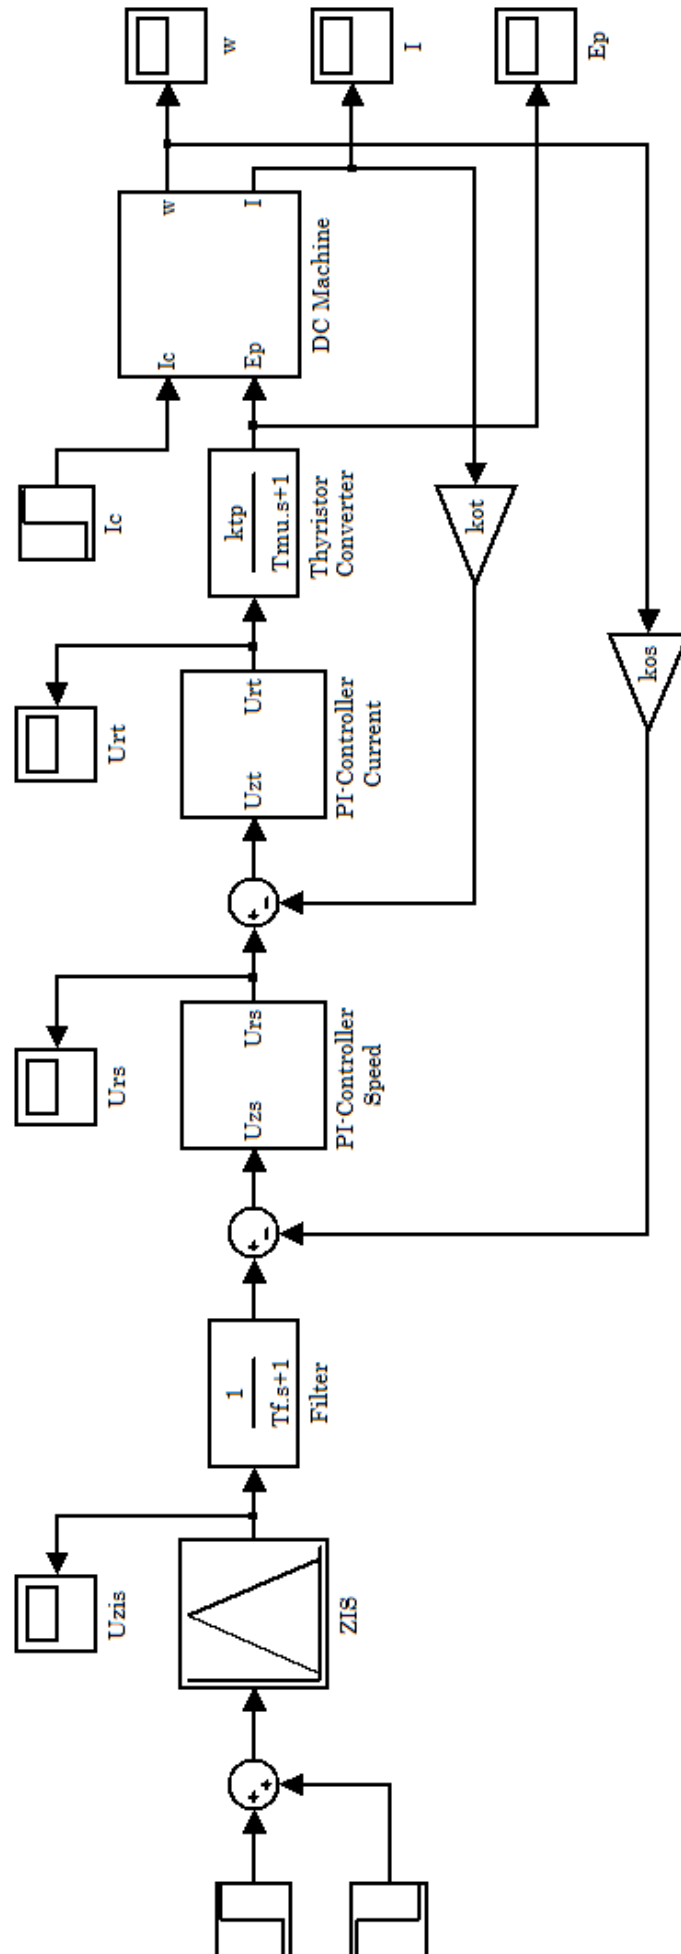 Uzis
ZIS
1
Tf.s+1
Filter
Uzs
Urs
PI-Controller
Speed
Urs
Uzt
Urt
PI-Controller
Current
Urt
ktp
Tmu.s+1
Thyristor
Converter
Ic
Ic
Ep
w
I
DC Machine
w
I
Ep
kot
kos